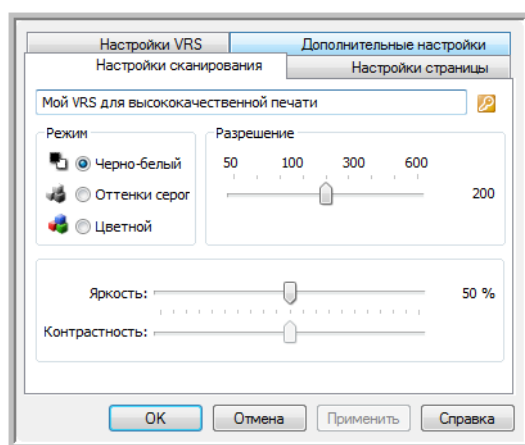 Настройки VRS Дополнительные настройки
Настройки сканирования Настройки страницы
Мой VRS для высококачественной печати
Режим Разрешение
Черно-белый 50 100 300 600
Оттенки серог 200
Цветной
Яркость: 50 %
Контрастность:
OK Отмена Применить Справка